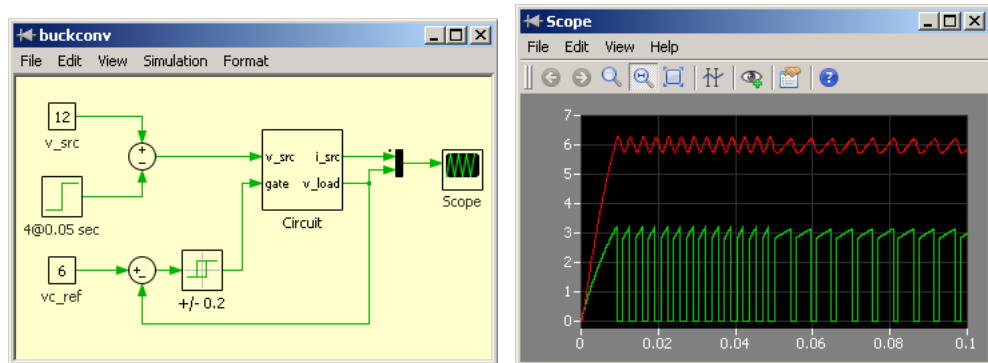 buckconv
File Edit View Simulation Format
12
v_src
4@0.05 sec
6
vc_ref
+/- 0.2
v_src i_src
gate v_load
Circuit
Scope
Scope
File Edit View Help
7
6
5
4
3
2
1
0
0 0.02 0.04 0.06 0.08 0.1